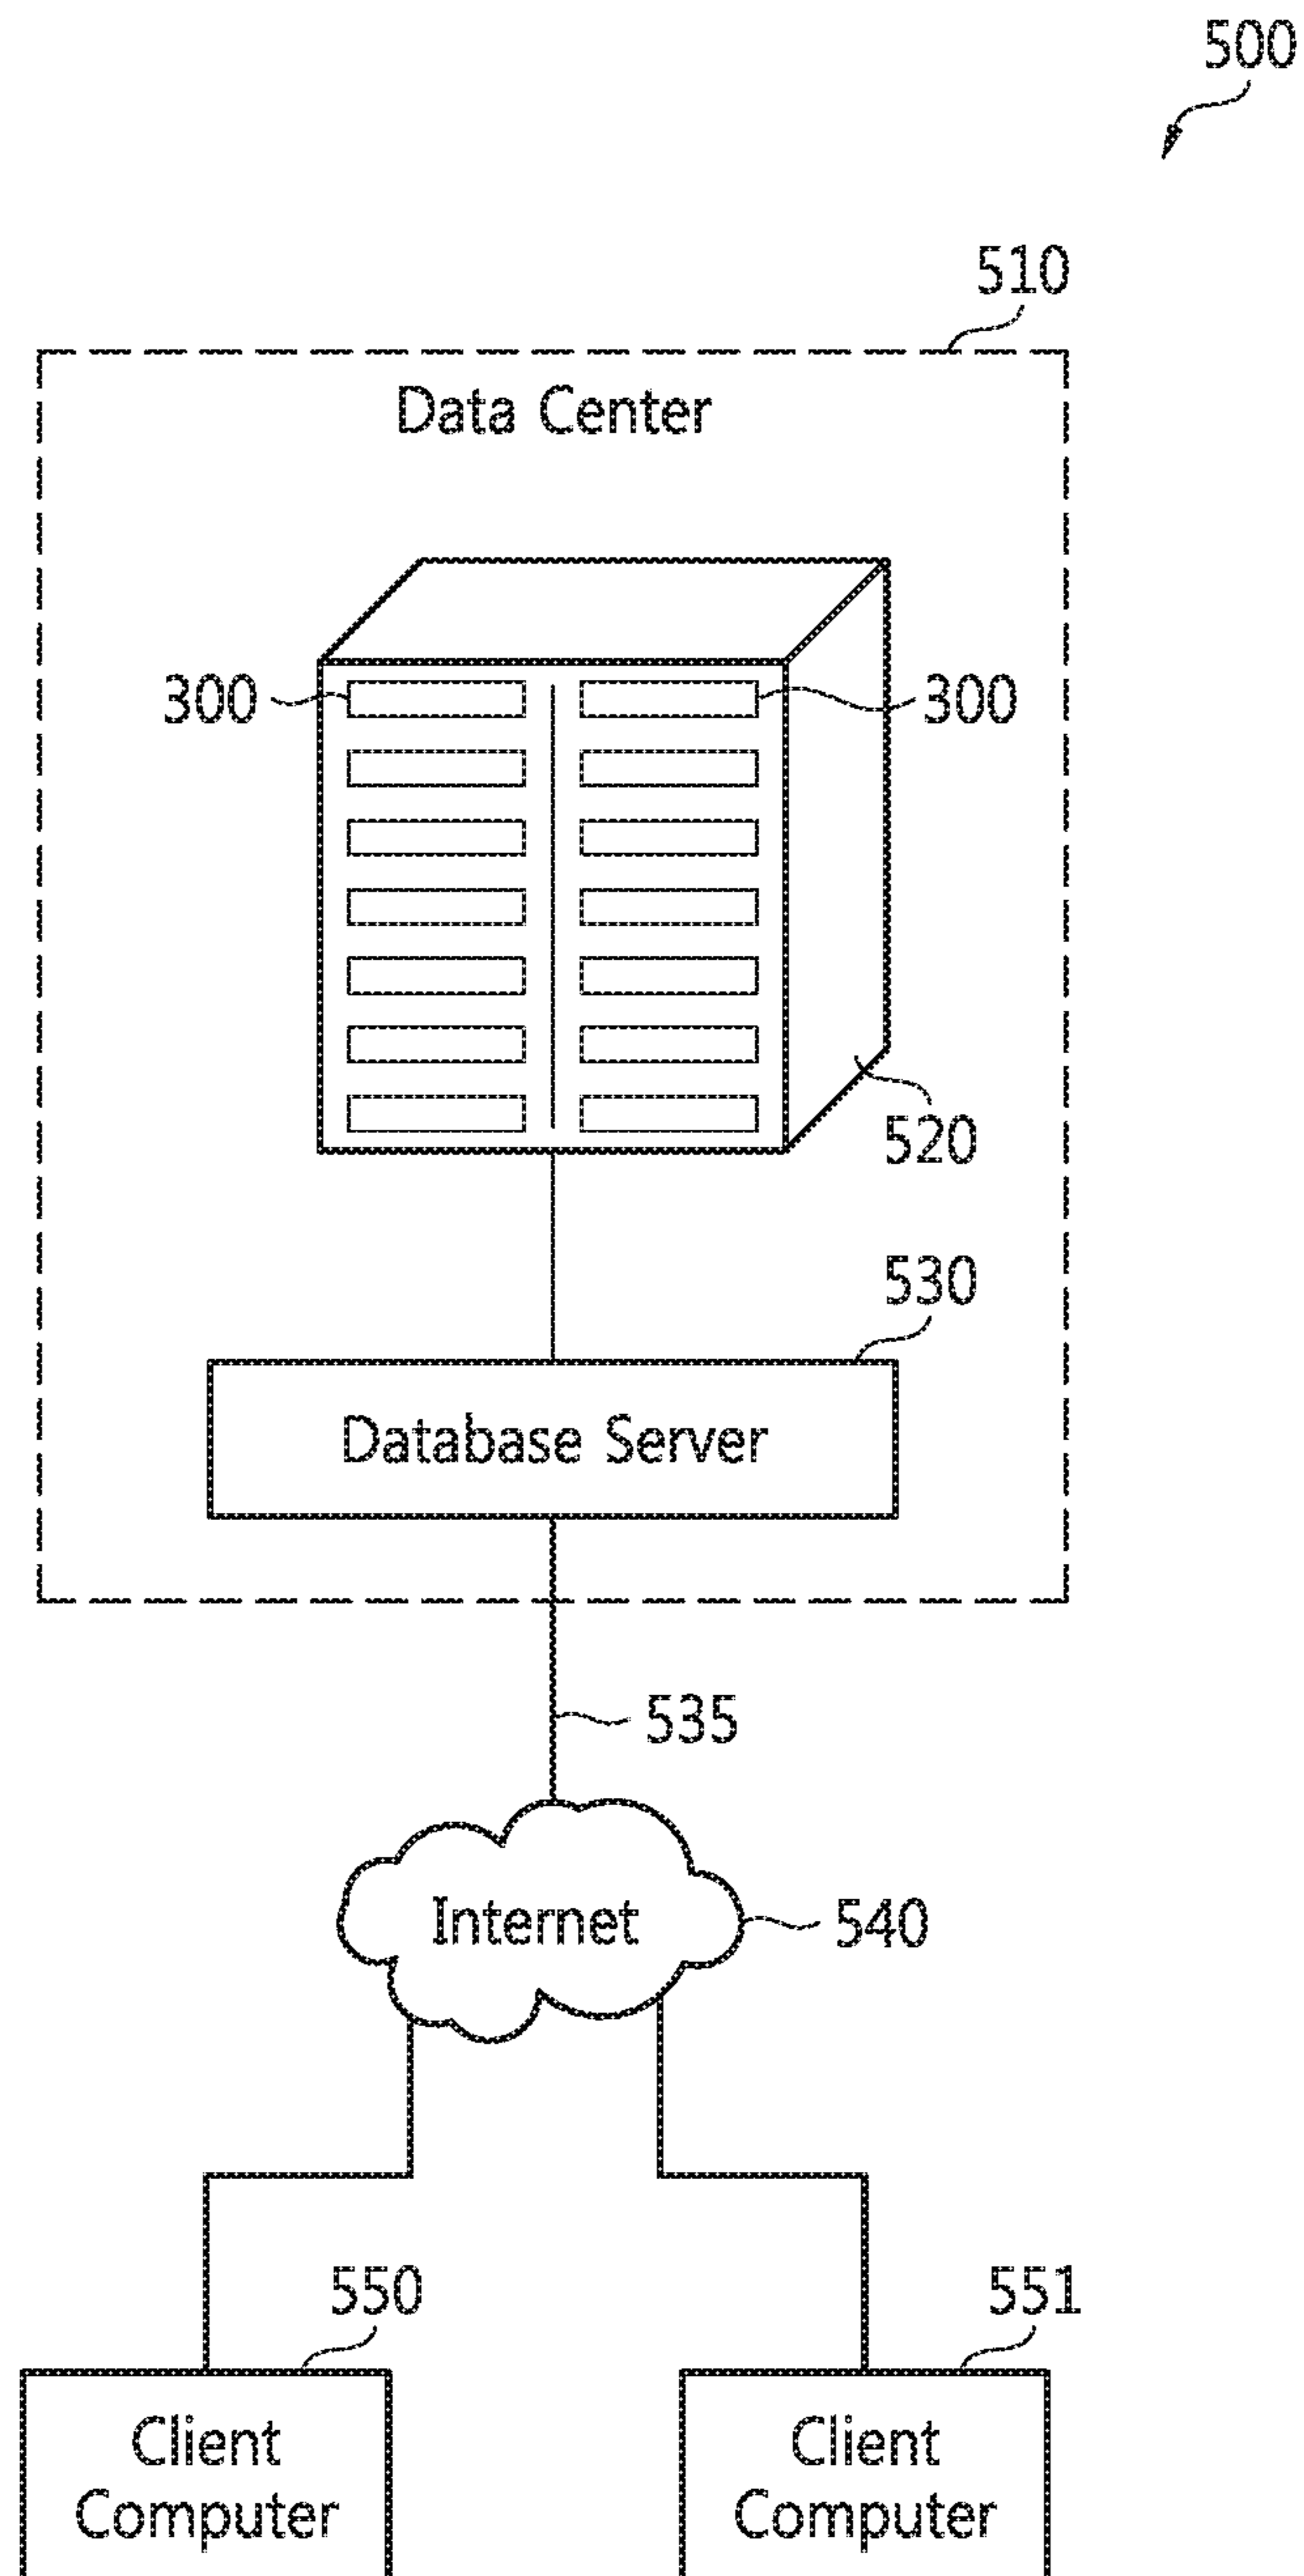 500
510
Data Center
300
300
520
530
Database Server
535
Internet
540
550
551
Client
Computer
Client
Computer